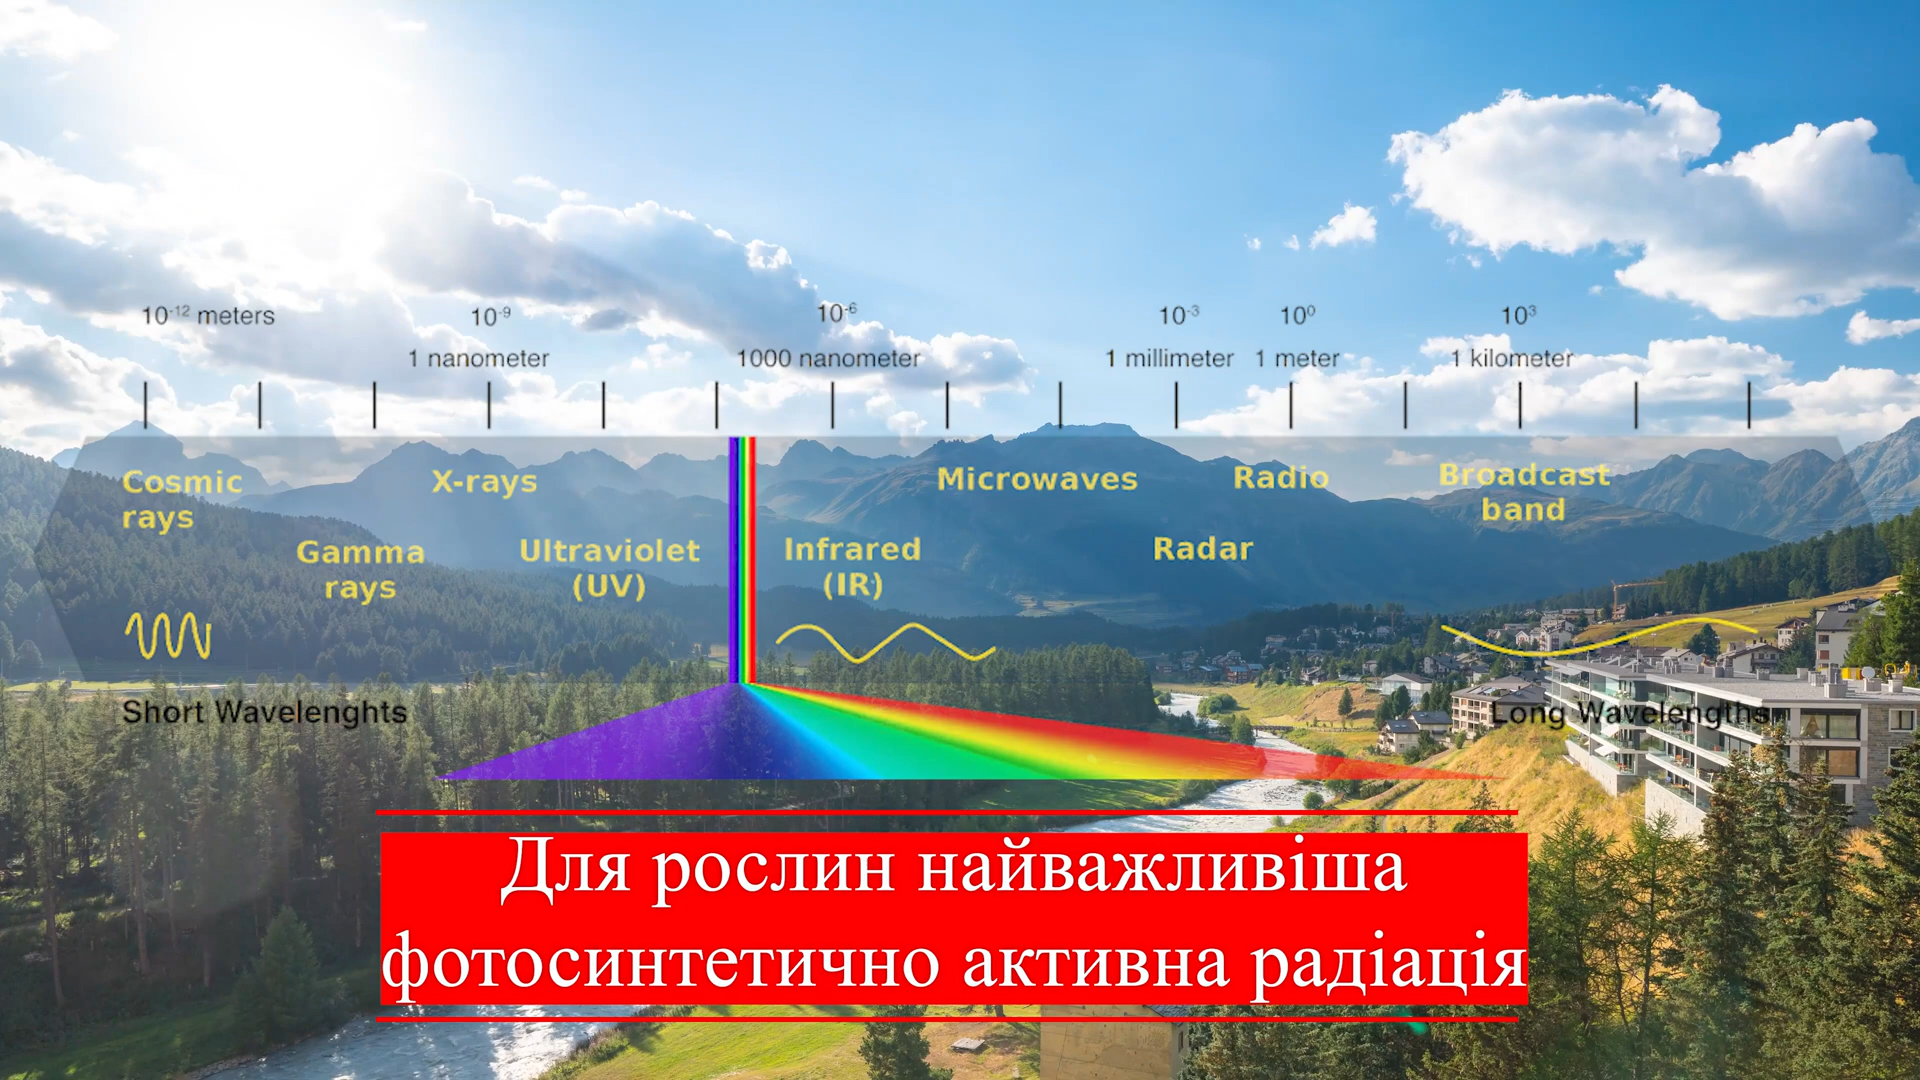 10⁻¹² meters
10⁻⁹
10⁻⁶
10⁻³
10⁰
10³
1 nanometer
1000 nanometer
1 millimeter
1 meter
1 kilometer
Cosmic
rays
X-rays
Microwaves
Radio
Broadcast
band
Gamma
rays
Ultraviolet
(UV)
Infrared
(IR)
Radar
Short Wavelenghts
Long Wavelengths
Для рослин найважливіша
фотосинтетично активна радіація